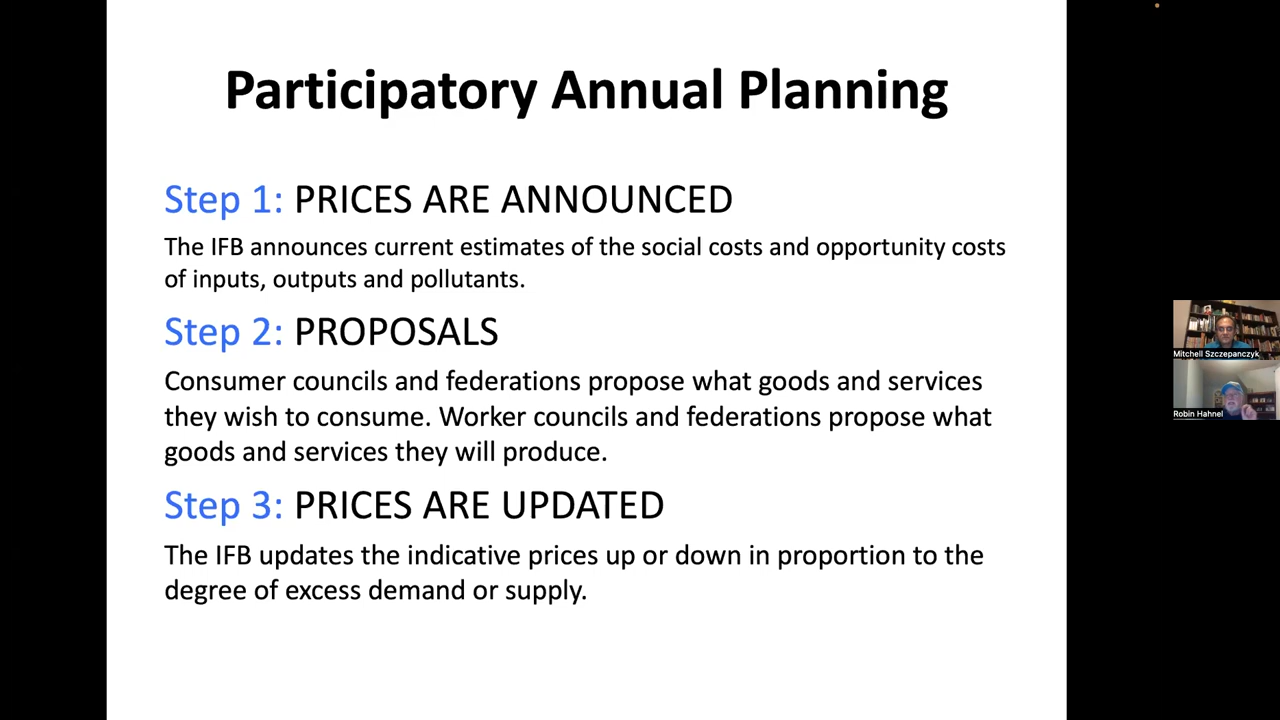 Participatory Annual Planning
Step 1: PRICES ARE ANNOUNCED
The IFB announces current estimates of the social costs and opportunity costs
of inputs, outputs and pollutants.
Step 2: PROPOSALS
Consumer councils and federations propose what goods and services
they wish to consume. Worker councils and federations propose what
goods and services they will produce.
Step 3: PRICES ARE UPDATED
The IFB updates the indicative prices up or down in proportion to the
degree of excess demand or supply.
Mitchell Szczepanczyk
Robin Hahnel